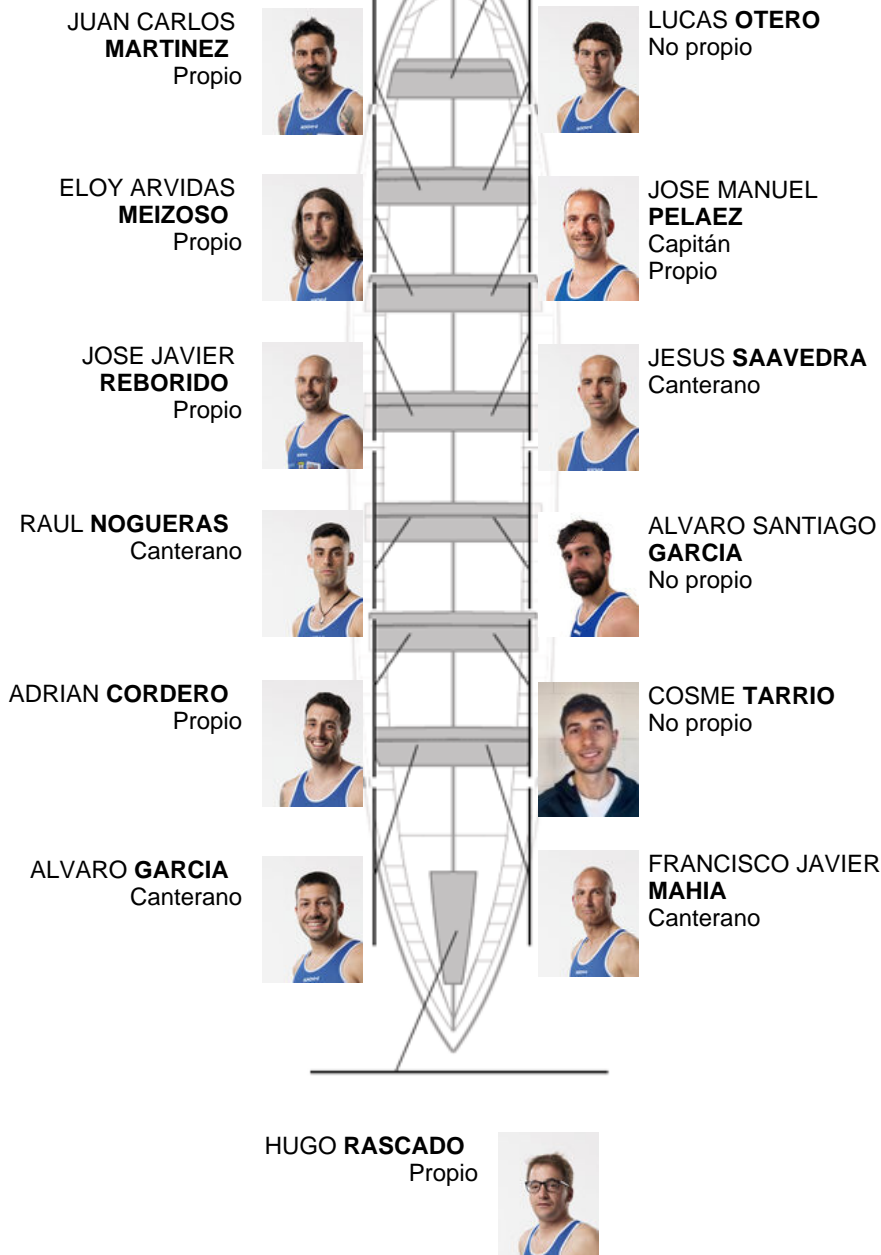 JUAN CARLOS
MARTINEZ
Propio
LUCAS OTERO
No propio
ELOY ARVIDAS
MEIZOSO
Propio
JOSE MANUEL
PELAEZ
Capitán
Propio
JOSE JAVIER
REBORIDO
Propio
JESUS SAAVEDRA
Canterano
RAUL NOGUERAS
Canterano
ALVARO SANTIAGO
GARCIA
No propio
ADRIAN CORDERO
Propio
COSME TARRIO
No propio
ALVARO GARCIA
Canterano
FRANCISCO JAVIER
MAHIA
Canterano
HUGO RASCADO
Propio